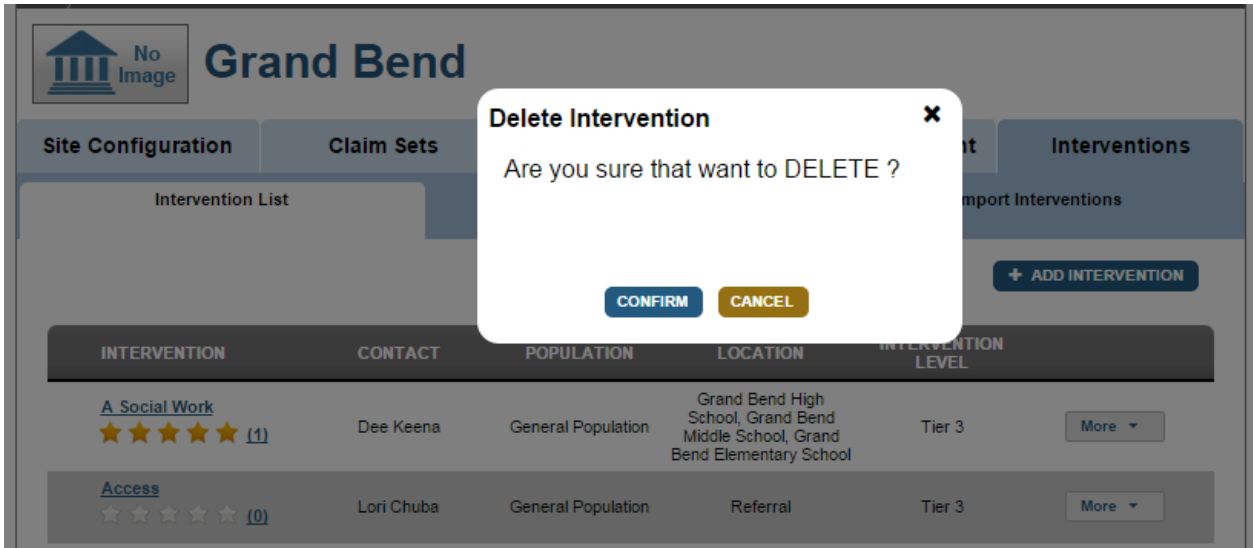 No
Image
Grand Bend
Delete Intervention
Are you sure that want to DELETE ?
CONFIRM
CANCEL
Site Configuration
Claim Sets
Interventions
Intervention List
Interventions
+ ADD INTERVENTION
INTERVENTION
CONTACT
POPULATION
LOCATION
INTERVENTION
LEVEL
A Social Work
(1)
Dee Keena
General Population
Grand Bend High
School, Grand Bend
Middle School, Grand
Bend Elementary School
Tier 3
More
Access
(0)
Lori Chuba
General Population
Referral
Tier 3
More